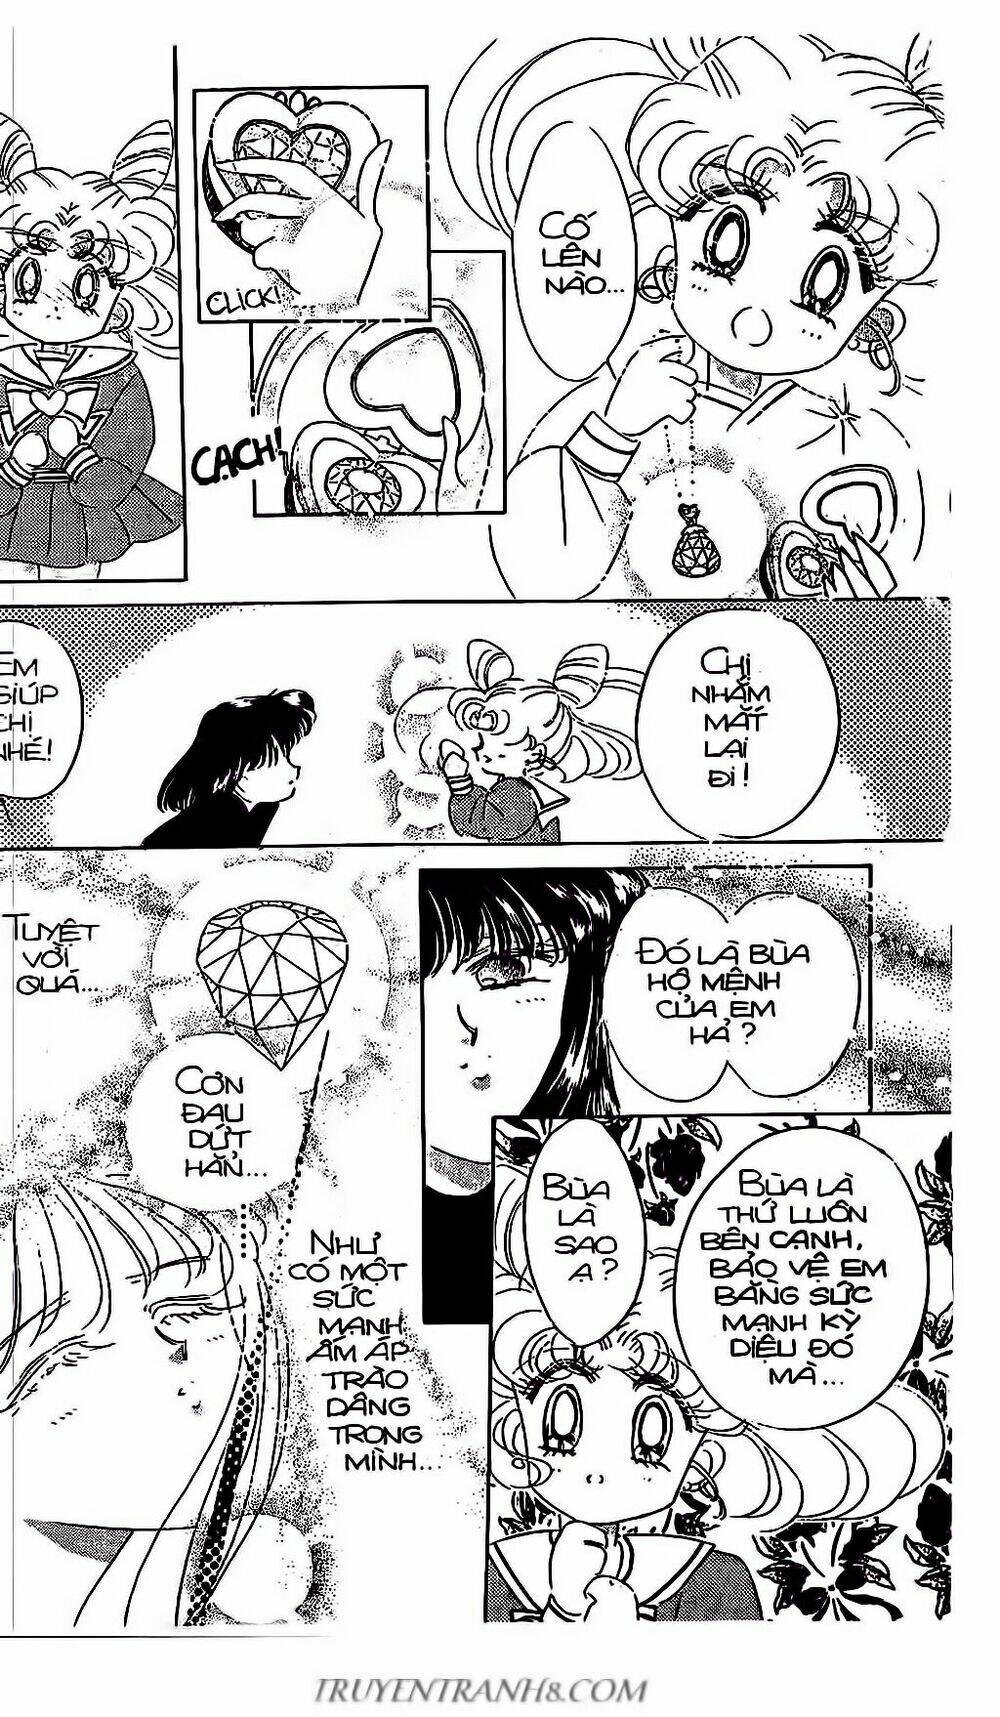 CỐ
LÊN
NÀO...
CLICK!
CẠCH!
CHỊ
NHẮM
MẮT
LẠI
ĐI!
EM
GIÚP
CHỊ
NHÉ!
ĐÓ LÀ BÙA
HỘ MỆNH
CỦA EM
HẢ?
TUYỆT
VỜI
QUÁ...
CƠN
ĐAU
DỨT
HẲN...
NHƯ
CÓ MỘT
SỨC
MẠNH
ẤM ÁP
TRÀO
DÂNG
TRONG
MÌNH...
BÙA LÀ
THỨ LUÔN
BÊN CẠNH,
BẢO VỆ EM
BẰNG SỨC
MẠNH KỲ
DIỆU ĐÓ
MÀ...
BÙA
LÀ
SAO
Ạ?
TRUYENTRANH8.COM